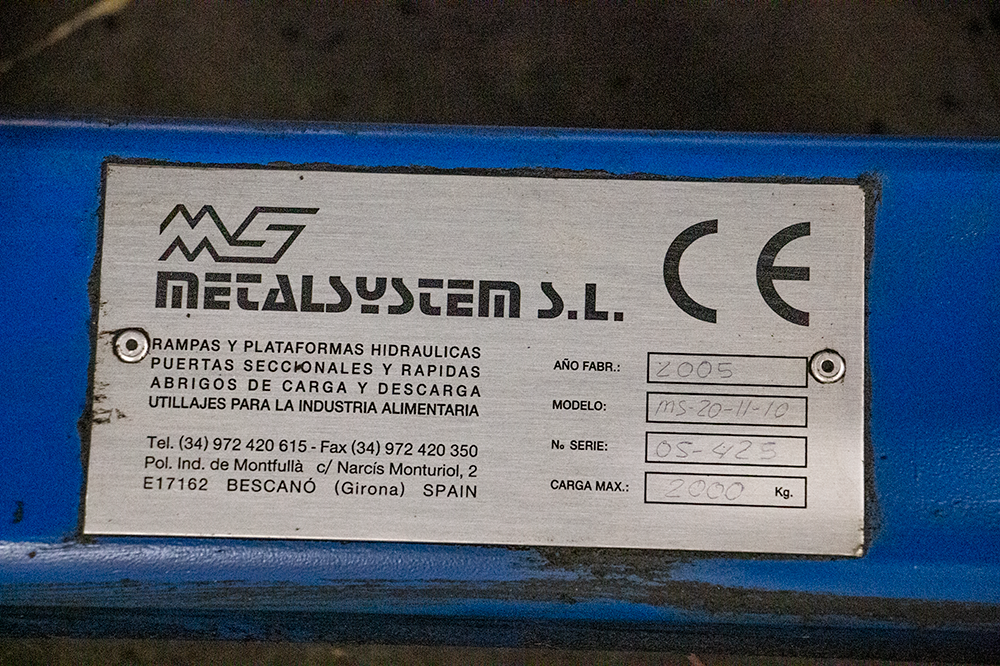 MS
METALSYSTEM S.L.
CE
RAMPAS Y PLATAFORMAS HIDRAULICAS
PUERTAS SECCIONALES Y RAPIDAS
ABRIGOS DE CARGA Y DESCARGA
UTILLAJES PARA LA INDUSTRIA ALIMENTARIA
Tel. (34) 972 420 615 - Fax (34) 972 420 350
Pol. Ind. de Montfullà c/ Narcís Monturiol, 2
E17162 BESCANÓ (Girona) SPAIN
AÑO FABR.: 2005
MODELO: MS-20-11-10
Nº SERIE: 05-425
CARGA MAX.: 2000 Kg.